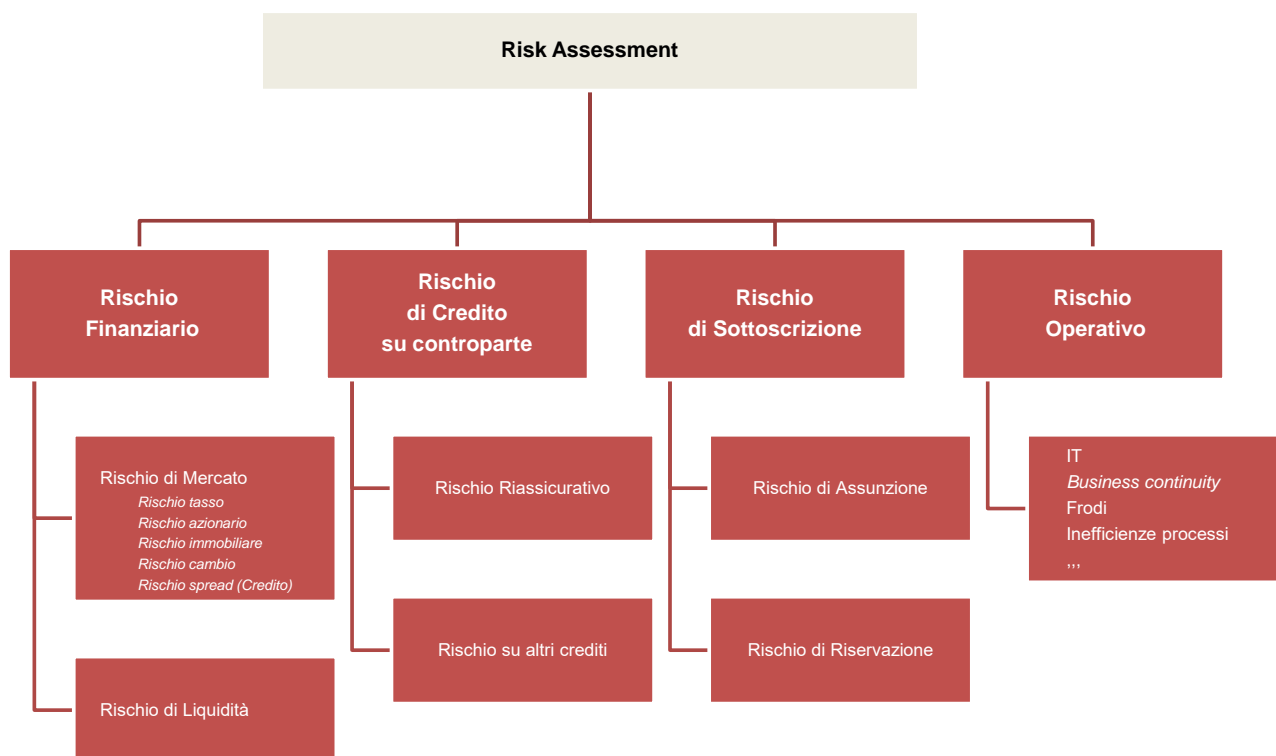 Risk Assessment
Rischio
Finanziario
Rischio
di Credito
su controparte
Rischio
di Sottoscrizione
Rischio
Operativo
Rischio di Mercato
Rischio tasso
Rischio azionario
Rischio immobiliare
Rischio cambio
Rischio spread (Credito)
Rischio di Liquidità
Rischio Riassicurativo
Rischio su altri crediti
Rischio di Assunzione
Rischio di Riservazione
IT
Business continuity
Frodi
Inefficienze processi
,,,